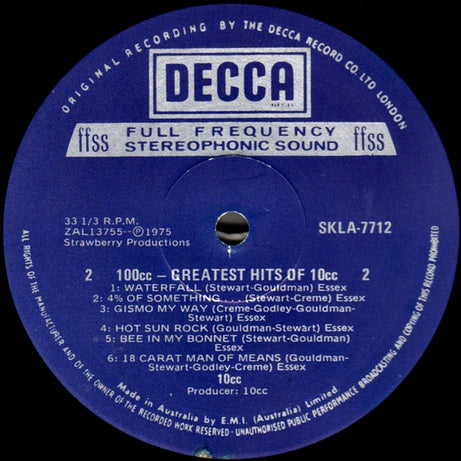 ORIGINAL RECORDING BY THE DECCA RECORD CO. LTD LONDON
DECCA
ffss FULL FREQUENCY ffss
STEREOPHONIC SOUND
33 1/3 R.P.M.
ZAL13755--Ⓟ1975 SKLA-7712
Strawberry Productions
2 100cc – GREATEST HITS OF 10cc 2
1: WATERFALL (Stewart-Gouldman) Essex
2: 4% OF SOMETHING . . . (Stewart-Creme) Essex
3: GISMO MY WAY (Creme-Godley-Gouldman-
Stewart) Essex
4: HOT SUN ROCK (Gouldman-Stewart) Essex
5: BEE IN MY BONNET (Stewart-Gouldman)
Essex
6: 18 CARAT MAN OF MEANS (Gouldman-
Stewart-Godley-Creme) Essex
10cc
Producer: 10cc
Made in Australia by E.M.I. (Australia) Limited
ALL RIGHTS OF THE MANUFACTURER AND OF THE OWNER OF THE RECORDED WORK RESERVED · UNAUTHORISED PUBLIC PERFORMANCE BROADCASTING AND COPYING OF THIS RECORD PROHIBITED